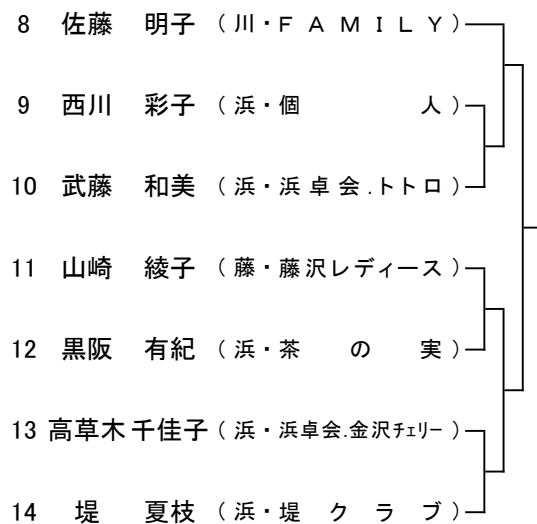 8 佐藤 明子 (川・FAMILY)
9 西川 彩子 (浜・個 人)
10 武藤 和美 (浜・浜卓会.トトロ)
11 山崎 綾子 (藤・藤沢レディース)
12 黒阪 有紀 (浜・茶 の 実)
13 高草木 千佳子 (浜・浜卓会.金沢チェリー)
14 堤 夏枝 (浜・堤クラブ)